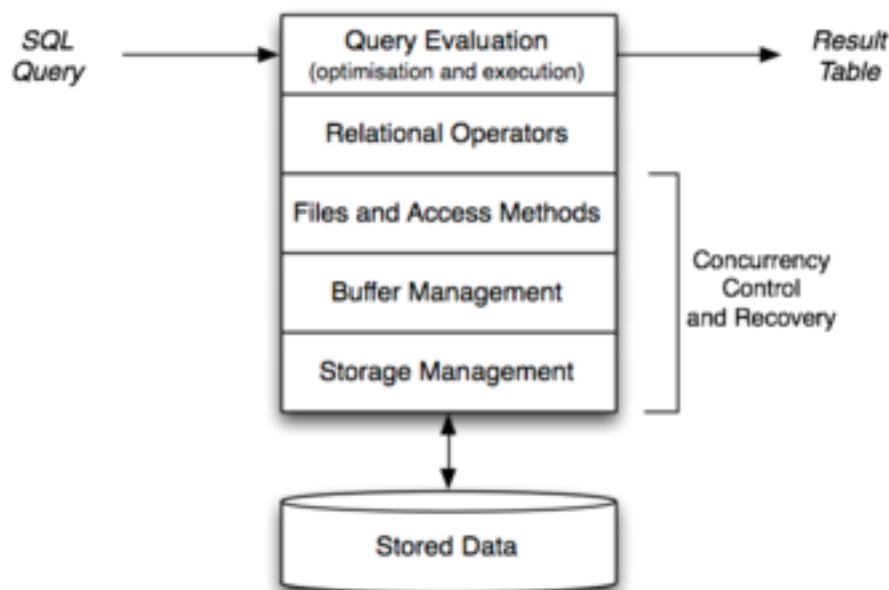 SQL
Query
Query Evaluation
(optimisation and execution)
Result
Table
Relational Operators
Files and Access Methods
Buffer Management
Storage Management
Concurrency
Control
and Recovery
Stored Data